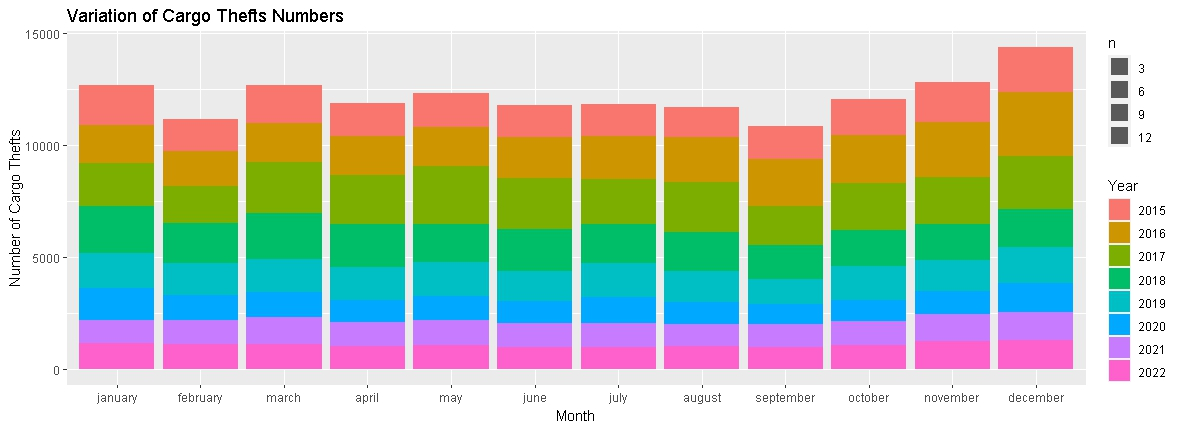 Variation of Cargo Thefts Numbers
Number of Cargo Thefts
15000
10000
5000
0
january february march april may june july august september october november december
Month
n
3
6
9
12
Year
2015
2016
2017
2018
2019
2020
2021
2022